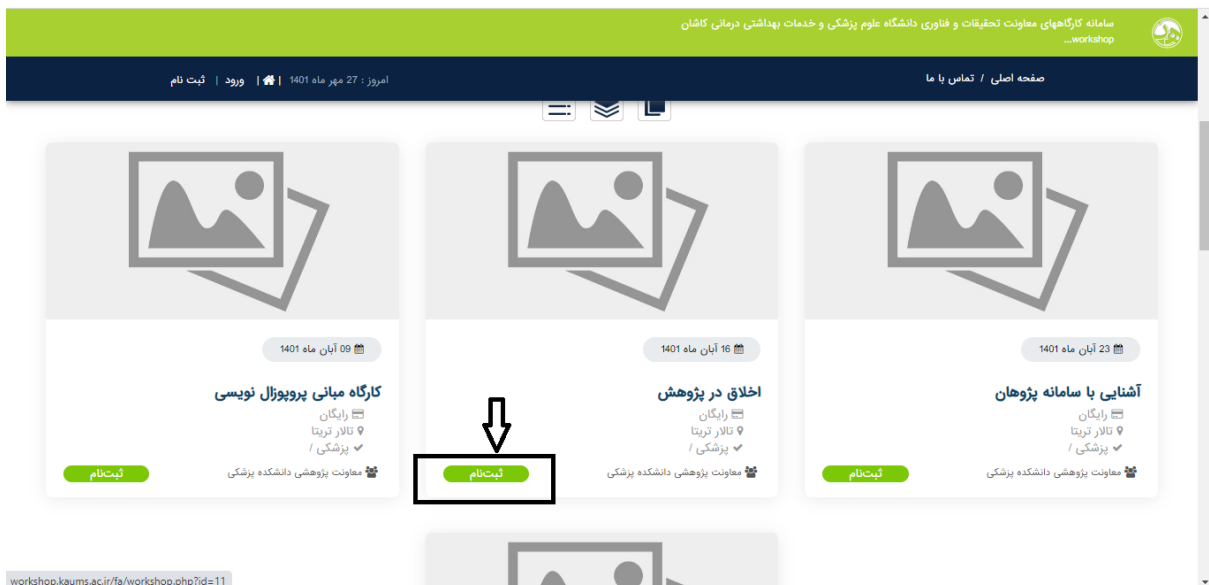 سامانه کارگاههای معاونت تحقیقات و فناوری دانشگاه علوم پزشکی و خدمات بهداشتی درمانی کاشان
workshop...
صفحه اصلی / تماس با ما
امروز : 27 مهر ماه 1401 | | ورود | ثبت نام
23 آبان ماه 1401
آشنایی با سامانه پژوهان
رایگان
تالار تریتا
پزشکی /
معاونت پژوهشی دانشکده پزشکی
ثبت‌نام
16 آبان ماه 1401
اخلاق در پژوهش
رایگان
تالار تریتا
پزشکی /
معاونت پژوهشی دانشکده پزشکی
ثبت‌نام
09 آبان ماه 1401
کارگاه مبانی پروپوزال نویسی
رایگان
تالار تریتا
پزشکی /
معاونت پژوهشی دانشکده پزشکی
ثبت‌نام
workshop.kaums.ac.ir/fa/workshop.php?id=11